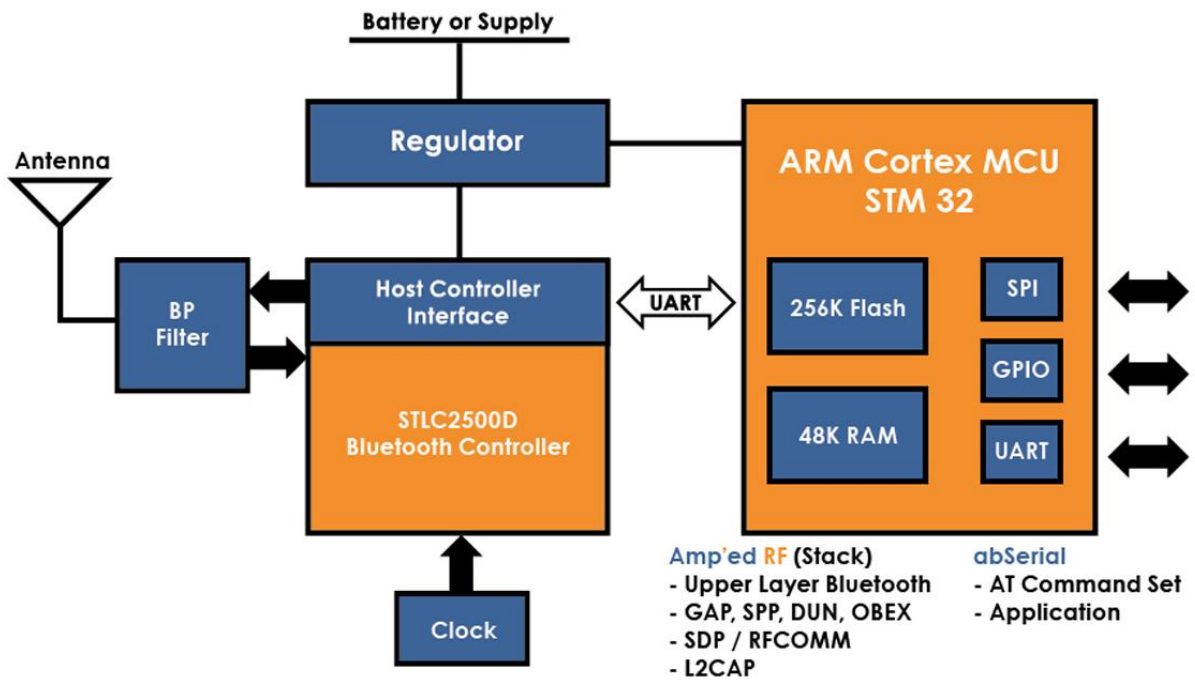 Battery or Supply
Regulator
Antenna
BP
Filter
Host Controller
Interface
STLC2500D
Bluetooth Controller
Clock
UART
ARM Cortex MCU
STM 32
256K Flash
48K RAM
SPI
GPIO
UART
Amp'ed RF (Stack)
- Upper Layer Bluetooth
- GAP, SPP, DUN, OBEX
- SDP / RFCOMM
- L2CAP
abSerial
- AT Command Set
- Application